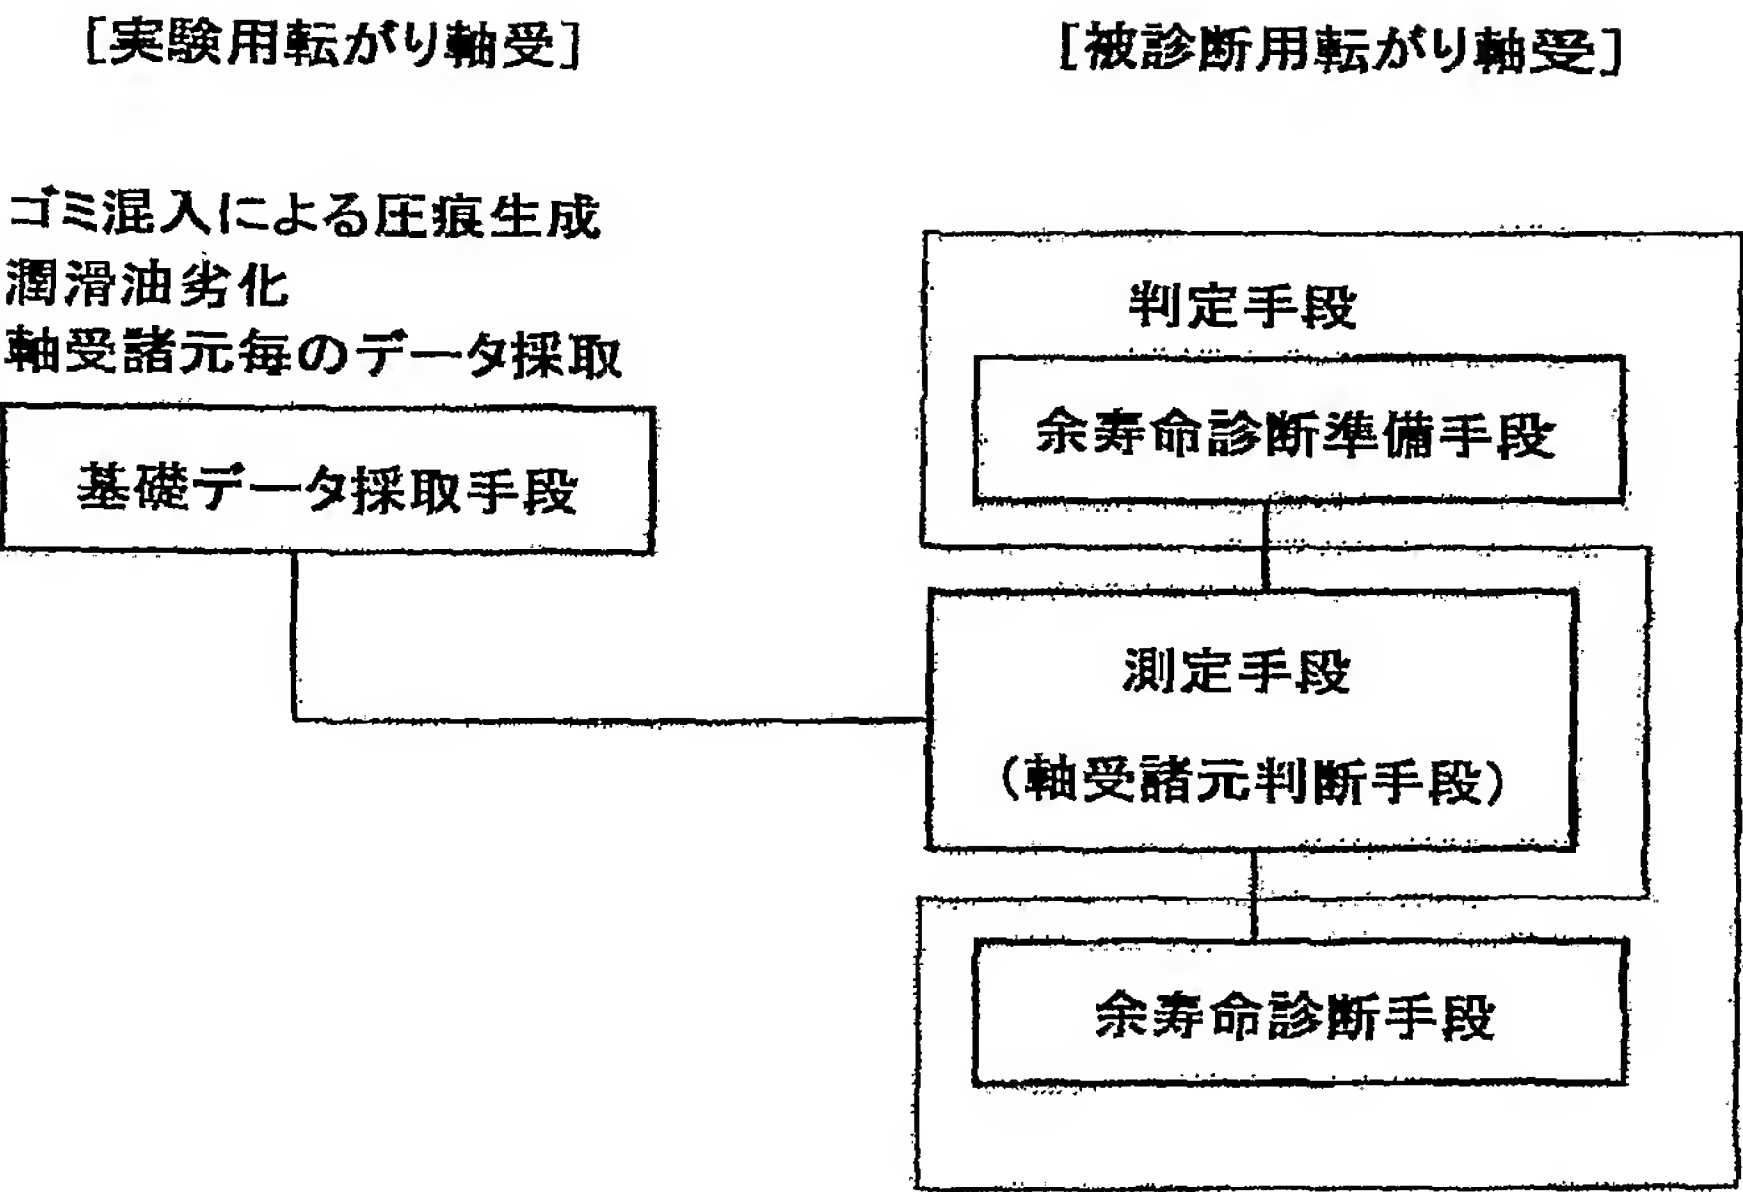 [実験用転がり軸受]
ゴミ混入による圧痕生成
潤滑油劣化
軸受諸元毎のデータ採取
基礎データ採取手段
[被診断用転がり軸受]
判定手段
余寿命診断準備手段
測定手段
(軸受諸元判断手段)
余寿命診断手段